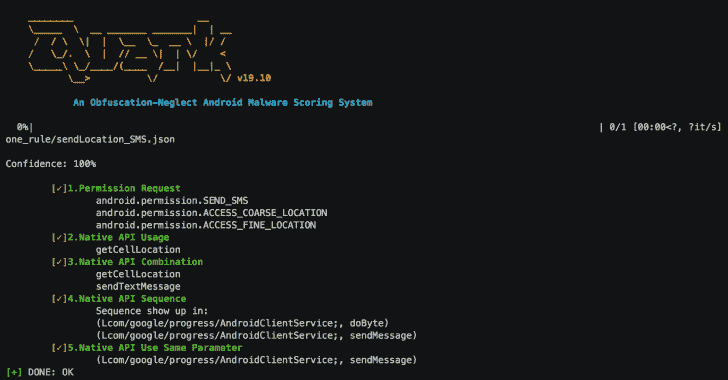 Quark
v19.10
An Obfuscation-Neglect Android Malware Scoring System
0%| | 0/1 [00:00<?, ?it/s]
one_rule/sendLocation_SMS.json
Confidence: 100%
[✓]1.Permission Request
android.permission.SEND_SMS
android.permission.ACCESS_COARSE_LOCATION
android.permission.ACCESS_FINE_LOCATION
[✓]2.Native API Usage
getCellLocation
[✓]3.Native API Combination
getCellLocation
sendTextMessage
[✓]4.Native API Sequence
Sequence show up in:
(Lcom/google/progress/AndroidClientService;, doByte)
(Lcom/google/progress/AndroidClientService;, sendMessage)
[✓]5.Native API Use Same Parameter
(Lcom/google/progress/AndroidClientService;, sendMessage)
[+] DONE: OK